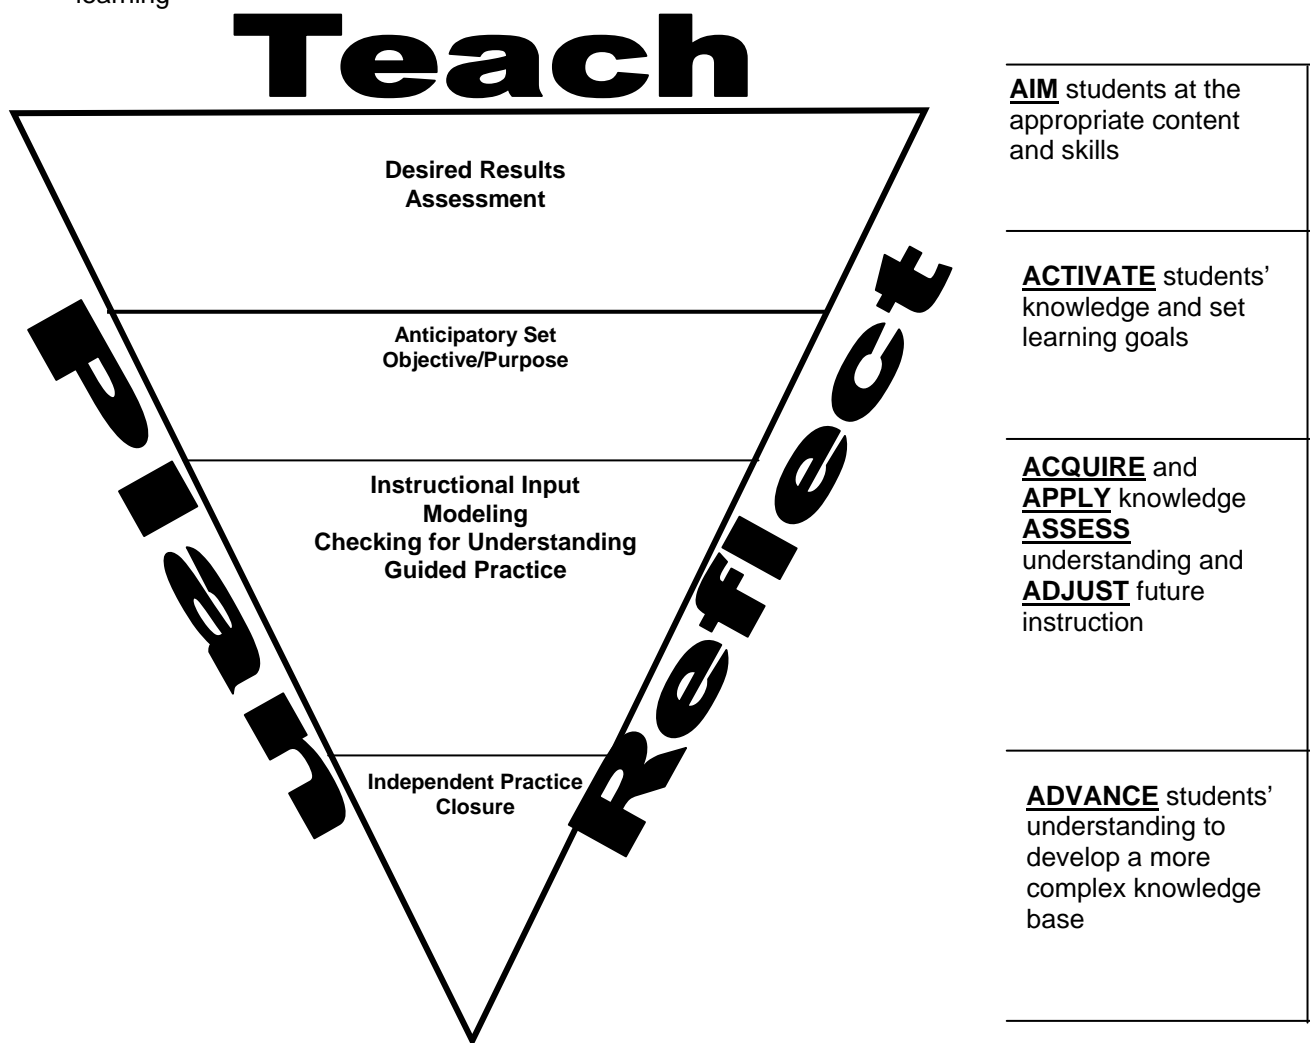 learning
Teach
Desired Results
Assessment
Anticipatory Set
Objective/Purpose
Instructional Input
Modeling
Checking for Understanding
Guided Practice
Independent Practice
Closure
Plan
Reflect
AIM students at the
appropriate content
and skills
ACTIVATE students’
knowledge and set
learning goals
ACQUIRE and
APPLY knowledge
ASSESS
understanding and
ADJUST future
instruction
ADVANCE students’
understanding to
develop a more
complex knowledge
base